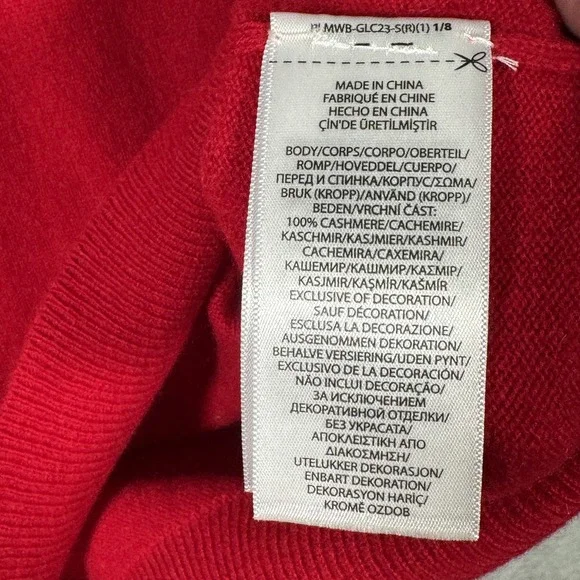 MWB-GLC23-S(R)(1) 1/8
MADE IN CHINA
FABRIQUÉ EN CHINE
HECHO EN CHINA
ÇİN'DE ÜRETİLMİŞTİR
BODY/CORPS/CORPO/OBERTEIL/
ROMP/HOVEDDEL/CUERPO/
ПЕРЕД И СПИНКА/КОРПУС/ΣΩΜΑ/
BRUK (KROPP)/ANVÄND (KROPP)/
BEDEN/VRCHNÍ ČÁST:
100% CASHMERE/CACHEMIRE/
KASCHMIR/KASJMIER/KASHMIR/
CACHEMIRA/CAXEMIRA/
КАШЕМИР/КАШМИР/ΚΑΣΜΙΡ/
KASJMIR/KAŞMİR/KAŠMÍR
EXCLUSIVE OF DECORATION/
SAUF DÉCORATION/
ESCLUSA LA DECORAZIONE/
AUSGENOMMEN DEKORATION/
BEHALVE VERSIERING/UDEN PYNT/
EXCLUSIVO DE LA DECORACIÓN/
NÃO INCLUI DECORAÇÃO/
ЗА ИСКЛЮЧЕНИЕМ
ДЕКОРАТИВНОЙ ОТДЕЛКИ/
БЕЗ УКРАСАТА/
ΑΠΟΚΛΕΙΣΤΙΚΗ ΑΠΟ
ΔΙΑΚΟΣΜΗΣΗ/
UTELUKKER DEKORASJON/
ENBART DEKORATION/
DEKORASYON HARİÇ/
KROMĚ OZDOB